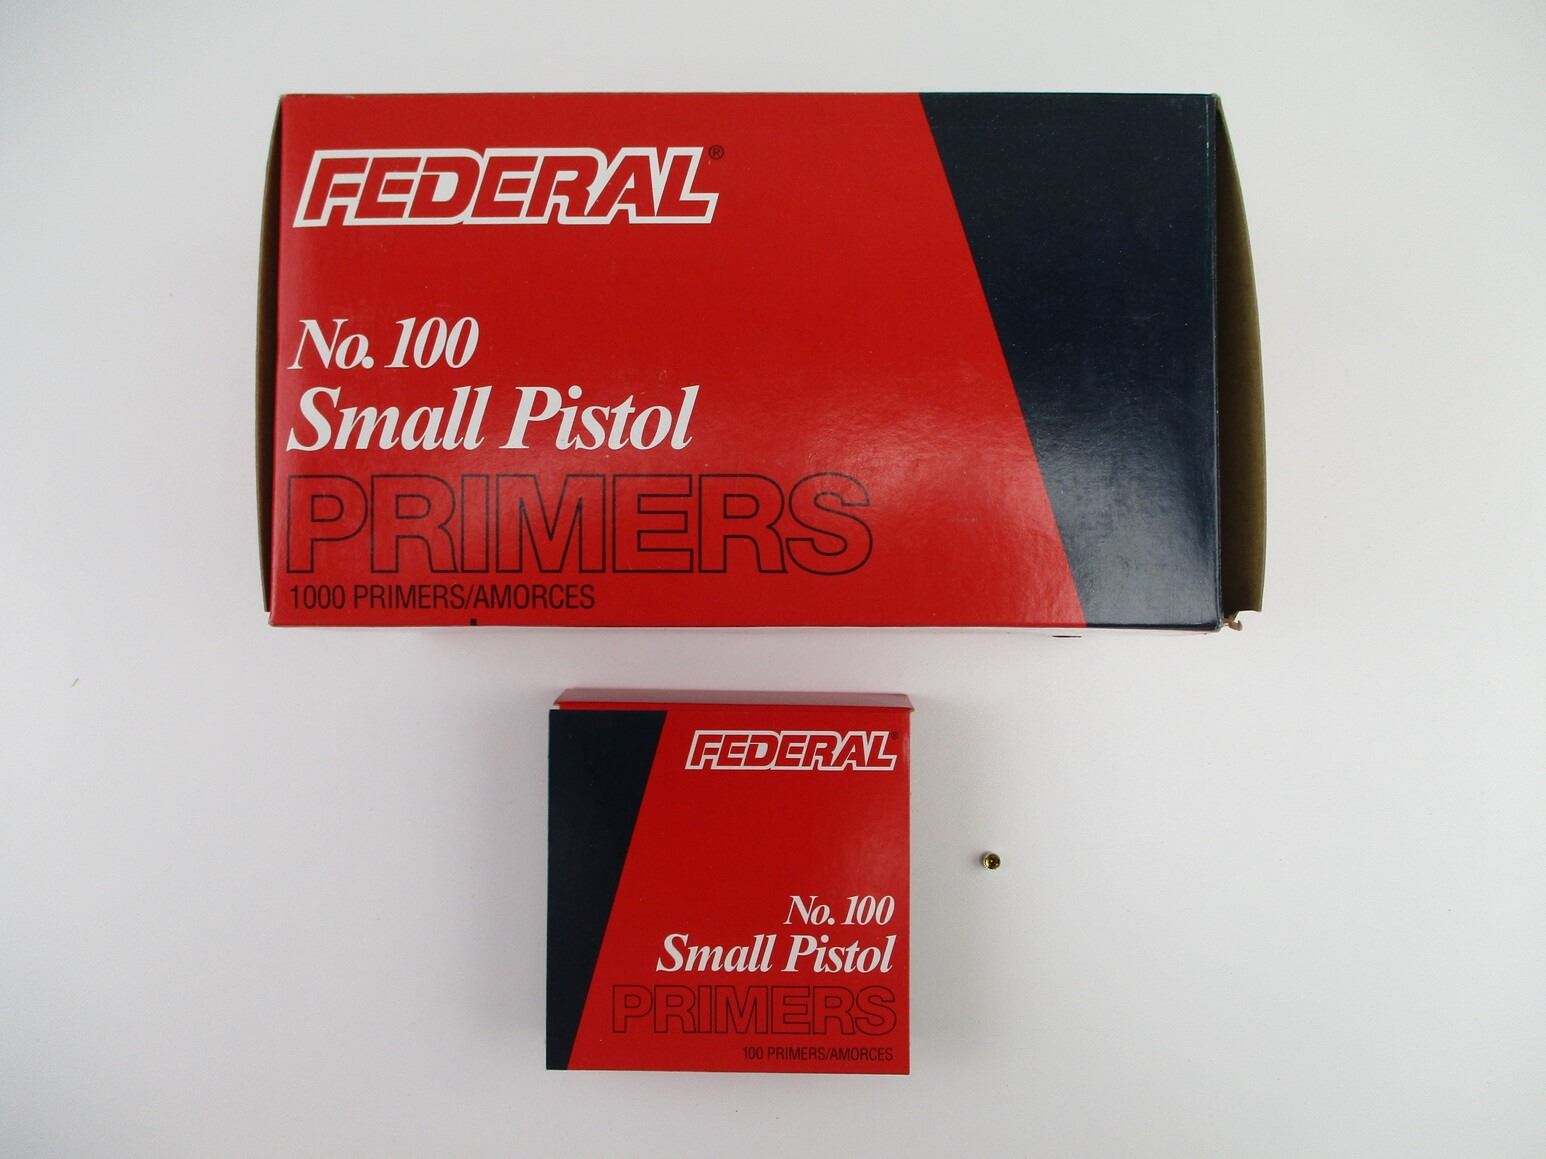 FEDERAL®
No. 100
Small Pistol
PRIMERS
1000 PRIMERS/AMORCES
FEDERAL®
No. 100
Small Pistol
PRIMERS
100 PRIMERS/AMORCES